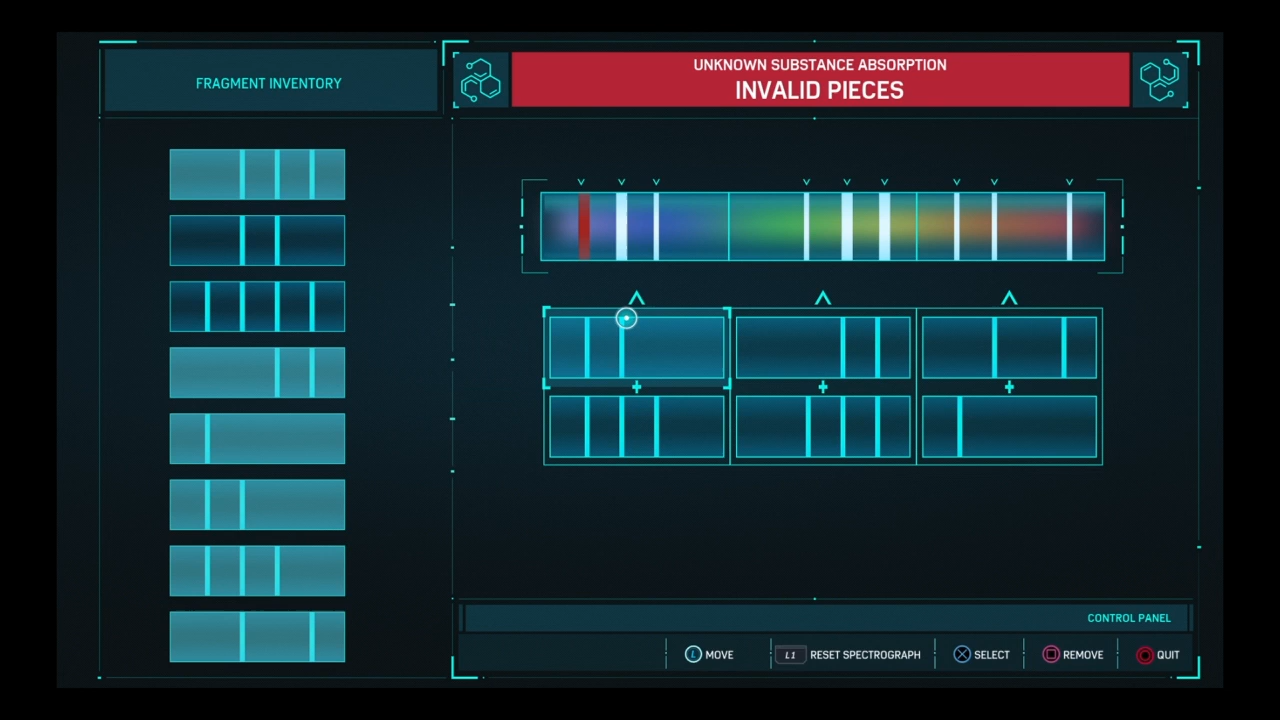 FRAGMENT INVENTORY
UNKNOWN SUBSTANCE ABSORPTION
INVALID PIECES
CONTROL PANEL
L MOVE
L1 RESET SPECTROGRAPH
SELECT
REMOVE
QUIT